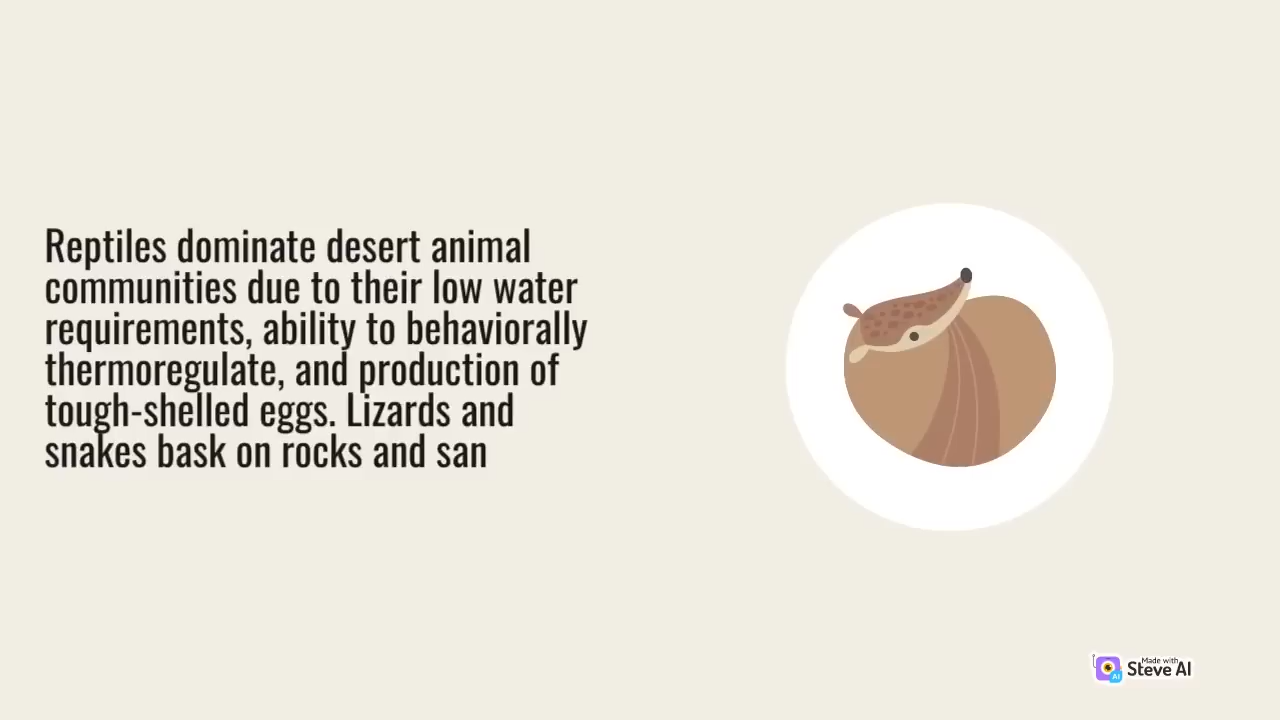 Reptiles dominate desert animal
communities due to their low water
requirements, ability to behaviorally
thermoregulate, and production of
tough-shelled eggs. Lizards and
snakes bask on rocks and san
Made with
Steve AI
AI